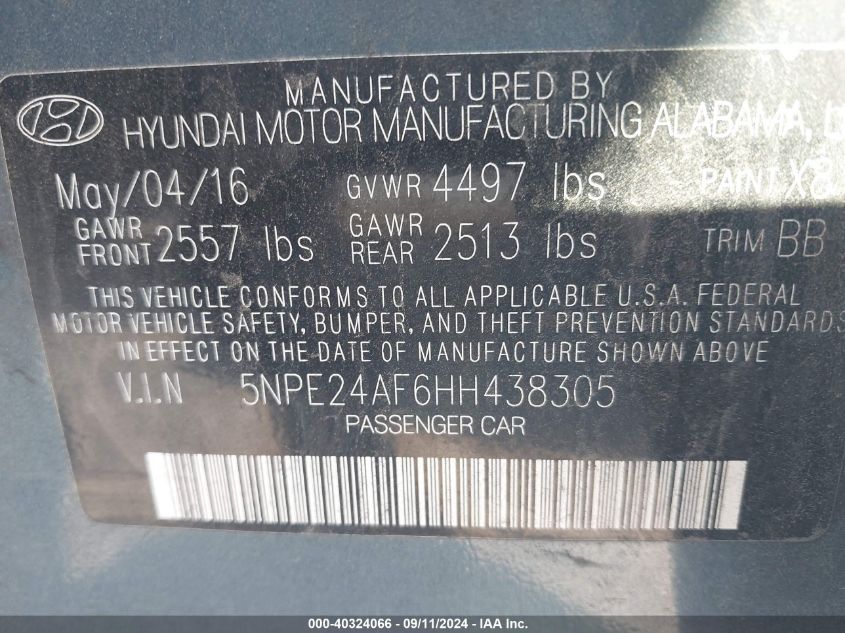 MANUFACTURED BY
HYUNDAI MOTOR MANUFACTURING ALABAMA,
May/04/16 GVWR 4497 lbs PAINT
GAWR FRONT 2557 lbs GAWR REAR 2513 lbs TRIM BB
THIS VEHICLE CONFORMS TO ALL APPLICABLE U.S.A. FEDERAL
MOTOR VEHICLE SAFETY, BUMPER, AND THEFT PREVENTION STANDARDS
IN EFFECT ON THE DATE OF MANUFACTURE SHOWN ABOVE
V.I.N 5NPE24AF6HH438305
PASSENGER CAR
000-40324066 - 09/11/2024 - IAA Inc.